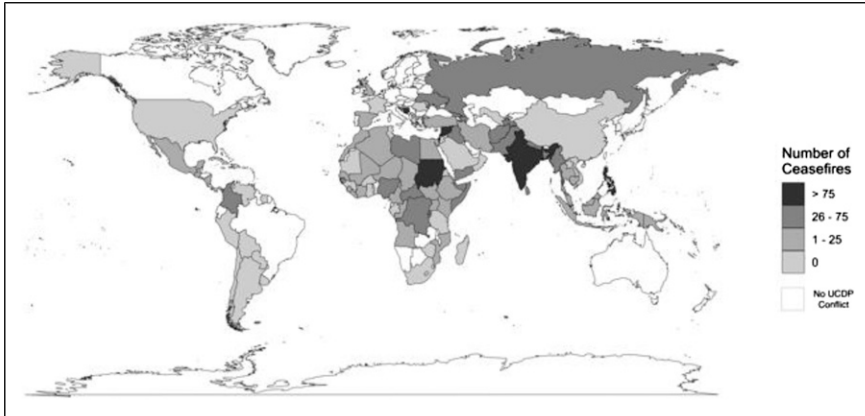 Number of
Ceasefires
> 75
26 - 75
1 - 25
0
No UCDP
Conflict